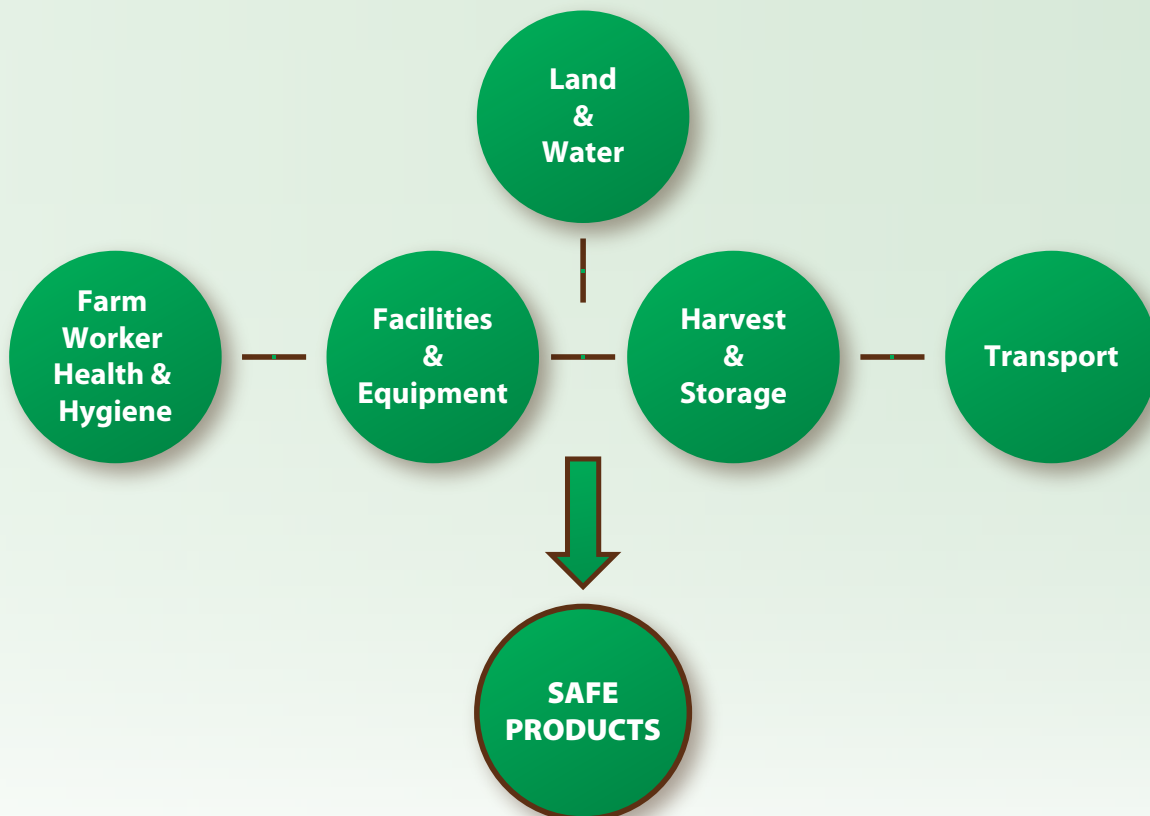 Land
&
Water
Farm
Worker
Health &
Hygiene
Facilities
&
Equipment
Harvest
&
Storage
Transport
SAFE
PRODUCTS